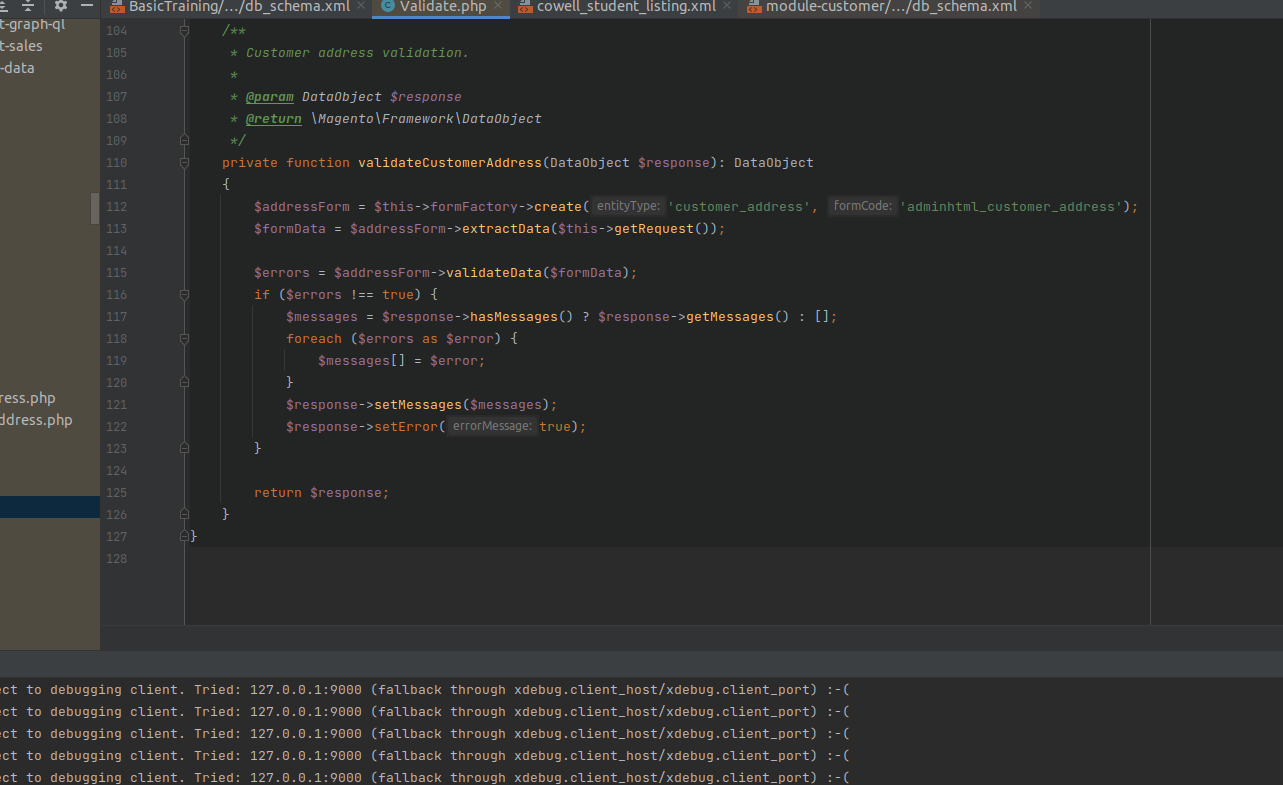 BasicTraining/.../db_schema.xml × Validate.php × cowell_student_listing.xml × module-customer/.../db_schema.xml ×
t-graph-ql
t-sales
-data
ress.php
ddress.php
104 /**
105 * Customer address validation.
106 *
107 * @param DataObject $response
108 * @return \Magento\Framework\DataObject
109 */
110 private function validateCustomerAddress(DataObject $response): DataObject
111 {
112 $addressForm = $this->formFactory->create( entityType: 'customer_address', formCode: 'adminhtml_customer_address');
113 $formData = $addressForm->extractData($this->getRequest());
114
115 $errors = $addressForm->validateData($formData);
116 if ($errors !== true) {
117 $messages = $response->hasMessages() ? $response->getMessages() : [];
118 foreach ($errors as $error) {
119 $messages[] = $error;
120 }
121 $response->setMessages($messages);
122 $response->setError( errorMessage: true);
123 }
124
125 return $response;
126 }
127 }
128
ect to debugging client. Tried: 127.0.0.1:9000 (fallback through xdebug.client_host/xdebug.client_port) :-(
ect to debugging client. Tried: 127.0.0.1:9000 (fallback through xdebug.client_host/xdebug.client_port) :-(
ect to debugging client. Tried: 127.0.0.1:9000 (fallback through xdebug.client_host/xdebug.client_port) :-(
ect to debugging client. Tried: 127.0.0.1:9000 (fallback through xdebug.client_host/xdebug.client_port) :-(
ect to debugging client. Tried: 127.0.0.1:9000 (fallback through xdebug.client_host/xdebug.client_port) :-(